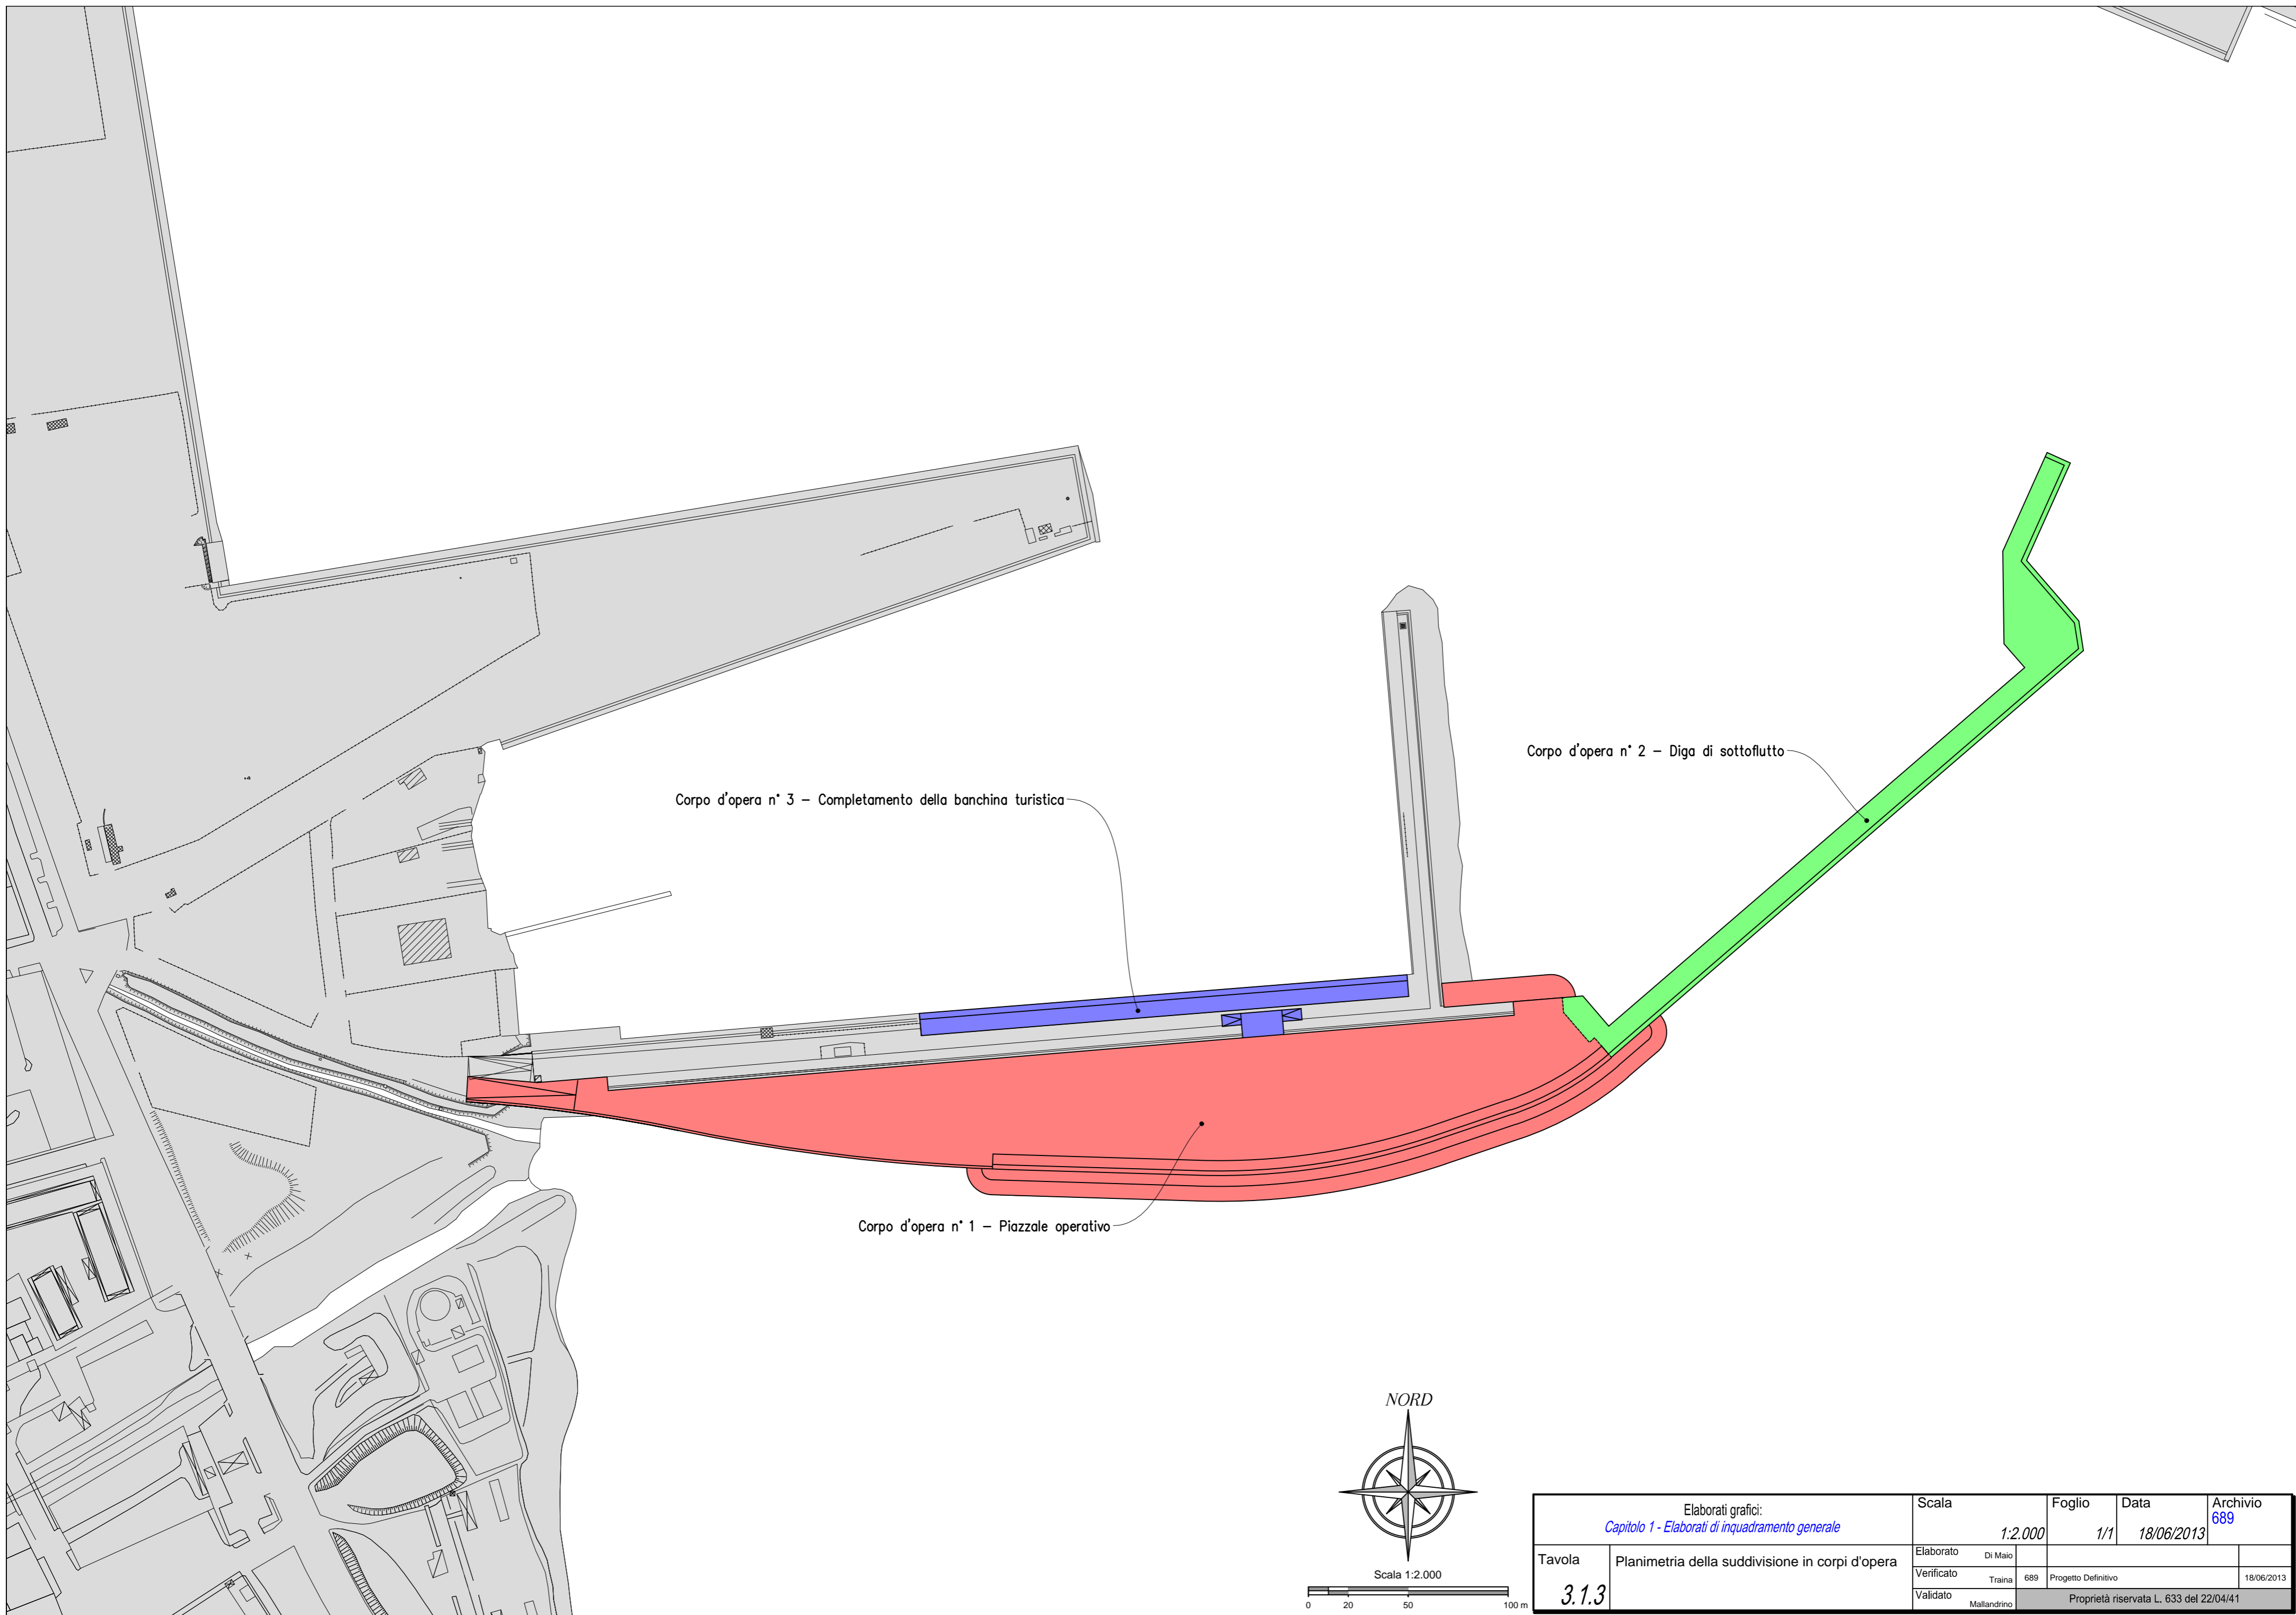 Corpo d'opera n° 2 – Diga di sottoflutto
Corpo d'opera n° 3 – Completamento della banchina turistica
Corpo d'opera n° 1 – Piazzale operativo
NORD
Scala 1:2.000
0 20 50 100 m
Elaborati grafici:
Capitolo 1 - Elaborati di inquadramento generale
Scala
1:2.000
Foglio
1/1
Data
18/06/2013
Archivio
689
Tavola
3.1.3
Planimetria della suddivisione in corpi d'opera
Elaborato Di Maio
Verificato Traina 689 Progetto Definitivo 18/06/2013
Validato Mallandrino
Proprietà riservata L. 633 del 22/04/41